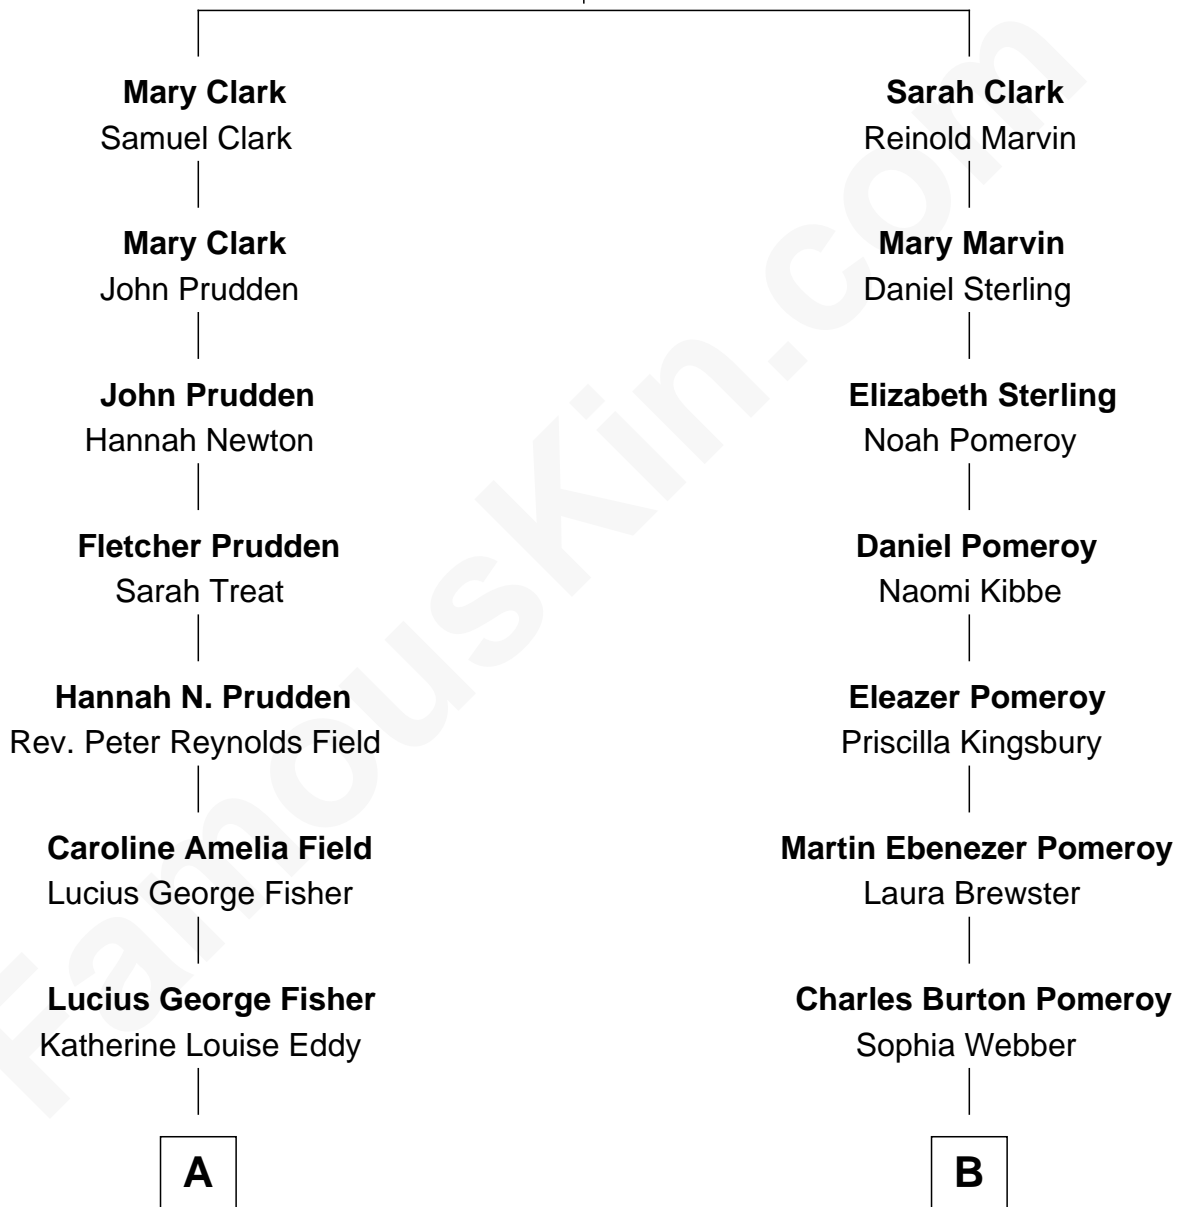 Mary Clark
Samuel Clark
Sarah Clark
Reinold Marvin
Mary Clark
John Prudden
Mary Marvin
Daniel Sterling
John Prudden
Hannah Newton
Elizabeth Sterling
Noah Pomeroy
Fletcher Prudden
Sarah Treat
Daniel Pomeroy
Naomi Kibbe
Hannah N. Prudden
Rev. Peter Reynolds Field
Eleazer Pomeroy
Priscilla Kingsbury
Caroline Amelia Field
Lucius George Fisher
Martin Ebenezer Pomeroy
Laura Brewster
Lucius George Fisher
Katherine Louise Eddy
Charles Burton Pomeroy
Sophia Webber
A
B
FamousKin.com